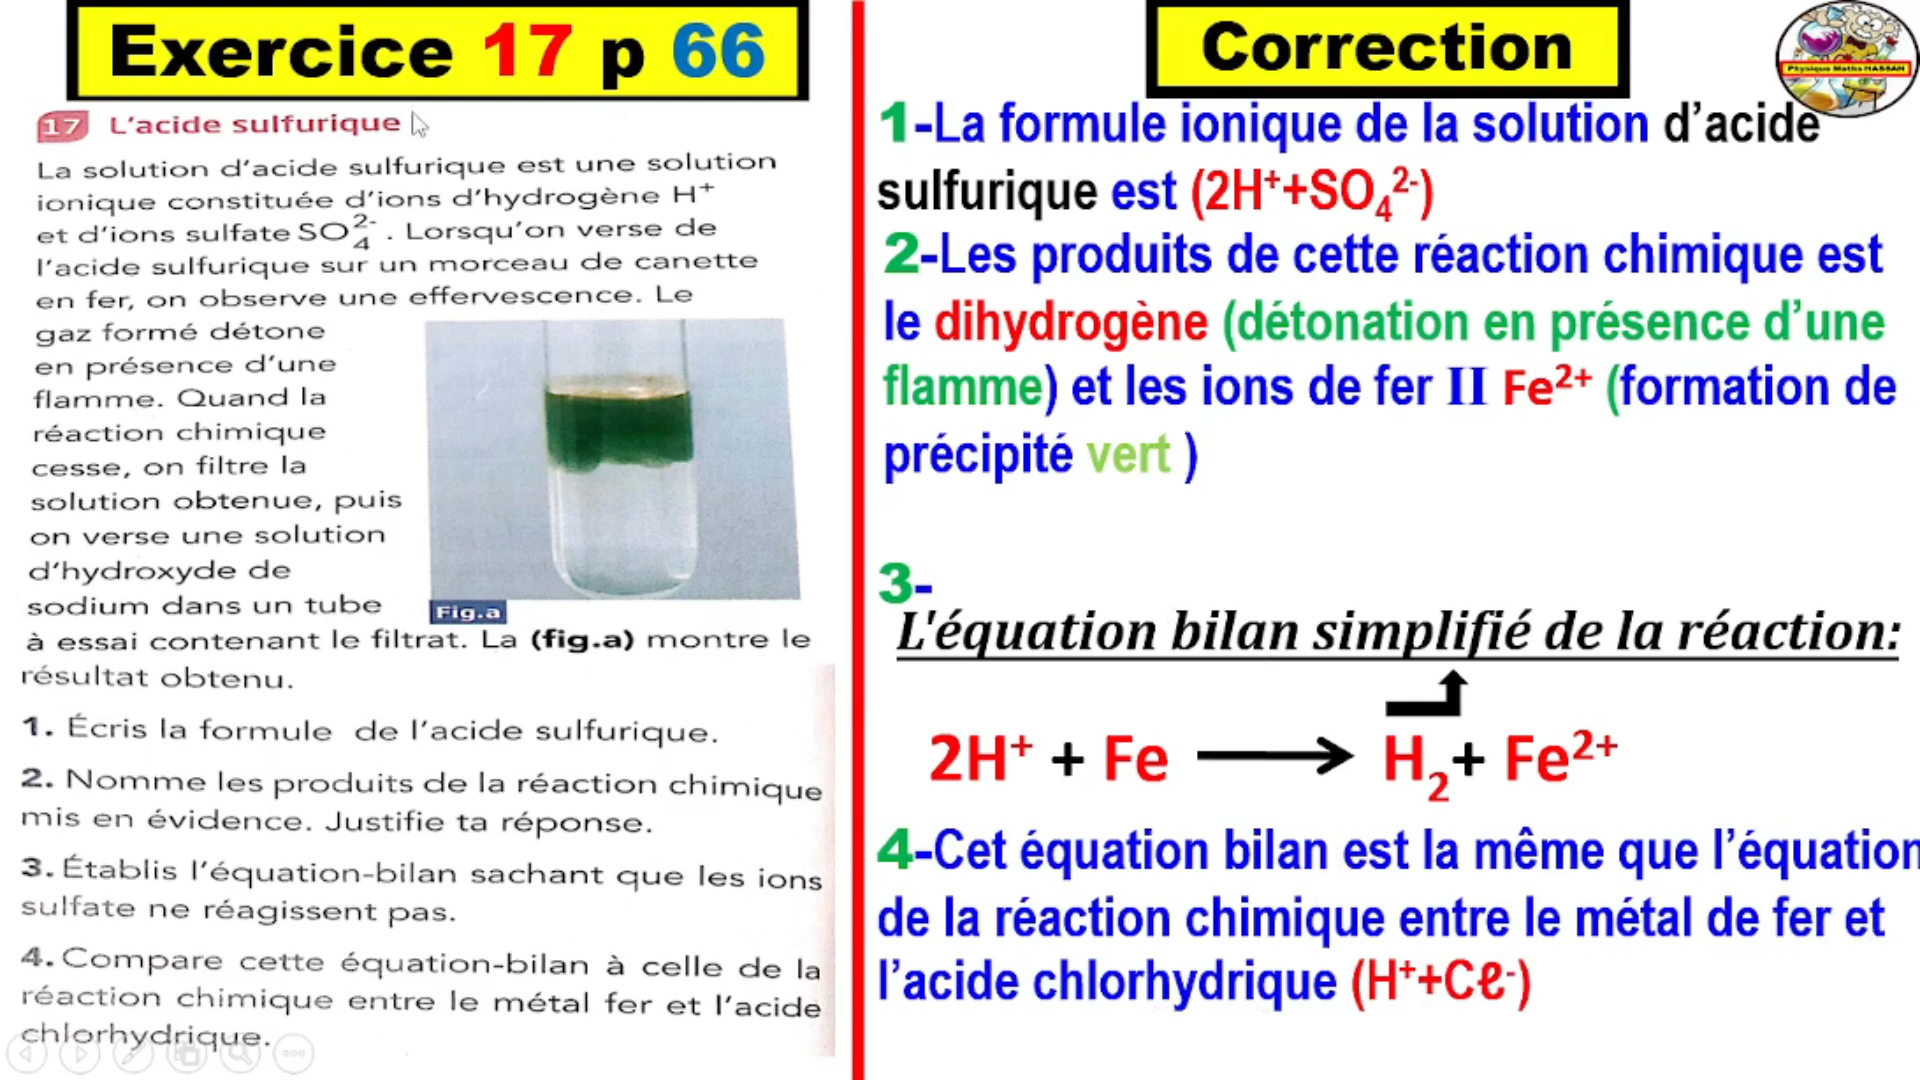 Exercice 17 p 66
17 L'acide sulfurique
La solution d'acide sulfurique est une solution
ionique constituée d'ions d'hydrogène H⁺
et d'ions sulfate SO₄²⁻. Lorsqu'on verse de
l'acide sulfurique sur un morceau de canette
en fer, on observe une effervescence. Le
gaz formé détone
en présence d'une
flamme. Quand la
réaction chimique
cesse, on filtre la
solution obtenue, puis
on verse une solution
d'hydroxyde de
sodium dans un tube
à essai contenant le filtrat. La (fig.a) montre le
résultat obtenu.
Fig.a
1. Écris la formule de l'acide sulfurique.
2. Nomme les produits de la réaction chimique
mis en évidence. Justifie ta réponse.
3. Établis l'équation-bilan sachant que les ions
sulfate ne réagissent pas.
4. Compare cette équation-bilan à celle de la
réaction chimique entre le métal fer et l'acide
chlorhydrique.
Correction
Physique Maths HASSAN
1-La formule ionique de la solution d'acide
sulfurique est (2H⁺+SO₄²⁻)
2-Les produits de cette réaction chimique est
le dihydrogène (détonation en présence d'une
flamme) et les ions de fer II Fe²⁺ (formation de
précipité vert )
3-
L'équation bilan simplifié de la réaction:
2H⁺ + Fe ⟶ H₂+ Fe²⁺
4-Cet équation bilan est la même que l'équation
de la réaction chimique entre le métal de fer et
l'acide chlorhydrique (H⁺+Cℓ⁻)